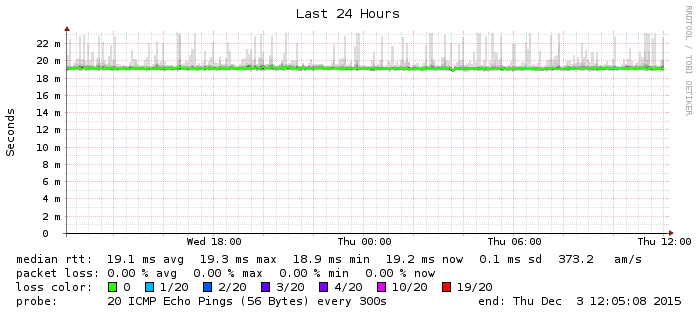 Last 24 Hours
RRDTOOL / TOBI OETIKER
Seconds
22 m
20 m
18 m
16 m
14 m
12 m
10 m
8 m
6 m
4 m
2 m
0
Wed 18:00 Thu 00:00 Thu 06:00 Thu 12:00
median rtt: 19.1 ms avg 19.3 ms max 18.9 ms min 19.2 ms now 0.1 ms sd 373.2 am/s
packet loss: 0.00 % avg 0.00 % max 0.00 % min 0.00 % now
loss color: 0 1/20 2/20 3/20 4/20 10/20 19/20
probe: 20 ICMP Echo Pings (56 Bytes) every 300s end: Thu Dec 3 12:05:08 2015